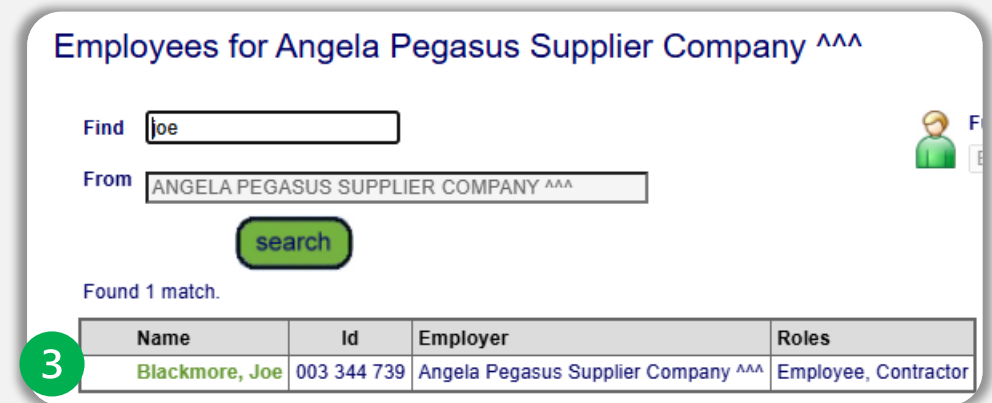 Employees for Angela Pegasus Supplier Company ^^^
Find joe
From ANGELA PEGASUS SUPPLIER COMPANY ^^^
search
Found 1 match.
Name Id Employer Roles
3 Blackmore, Joe 003 344 739 Angela Pegasus Supplier Company ^^^ Employee, Contractor